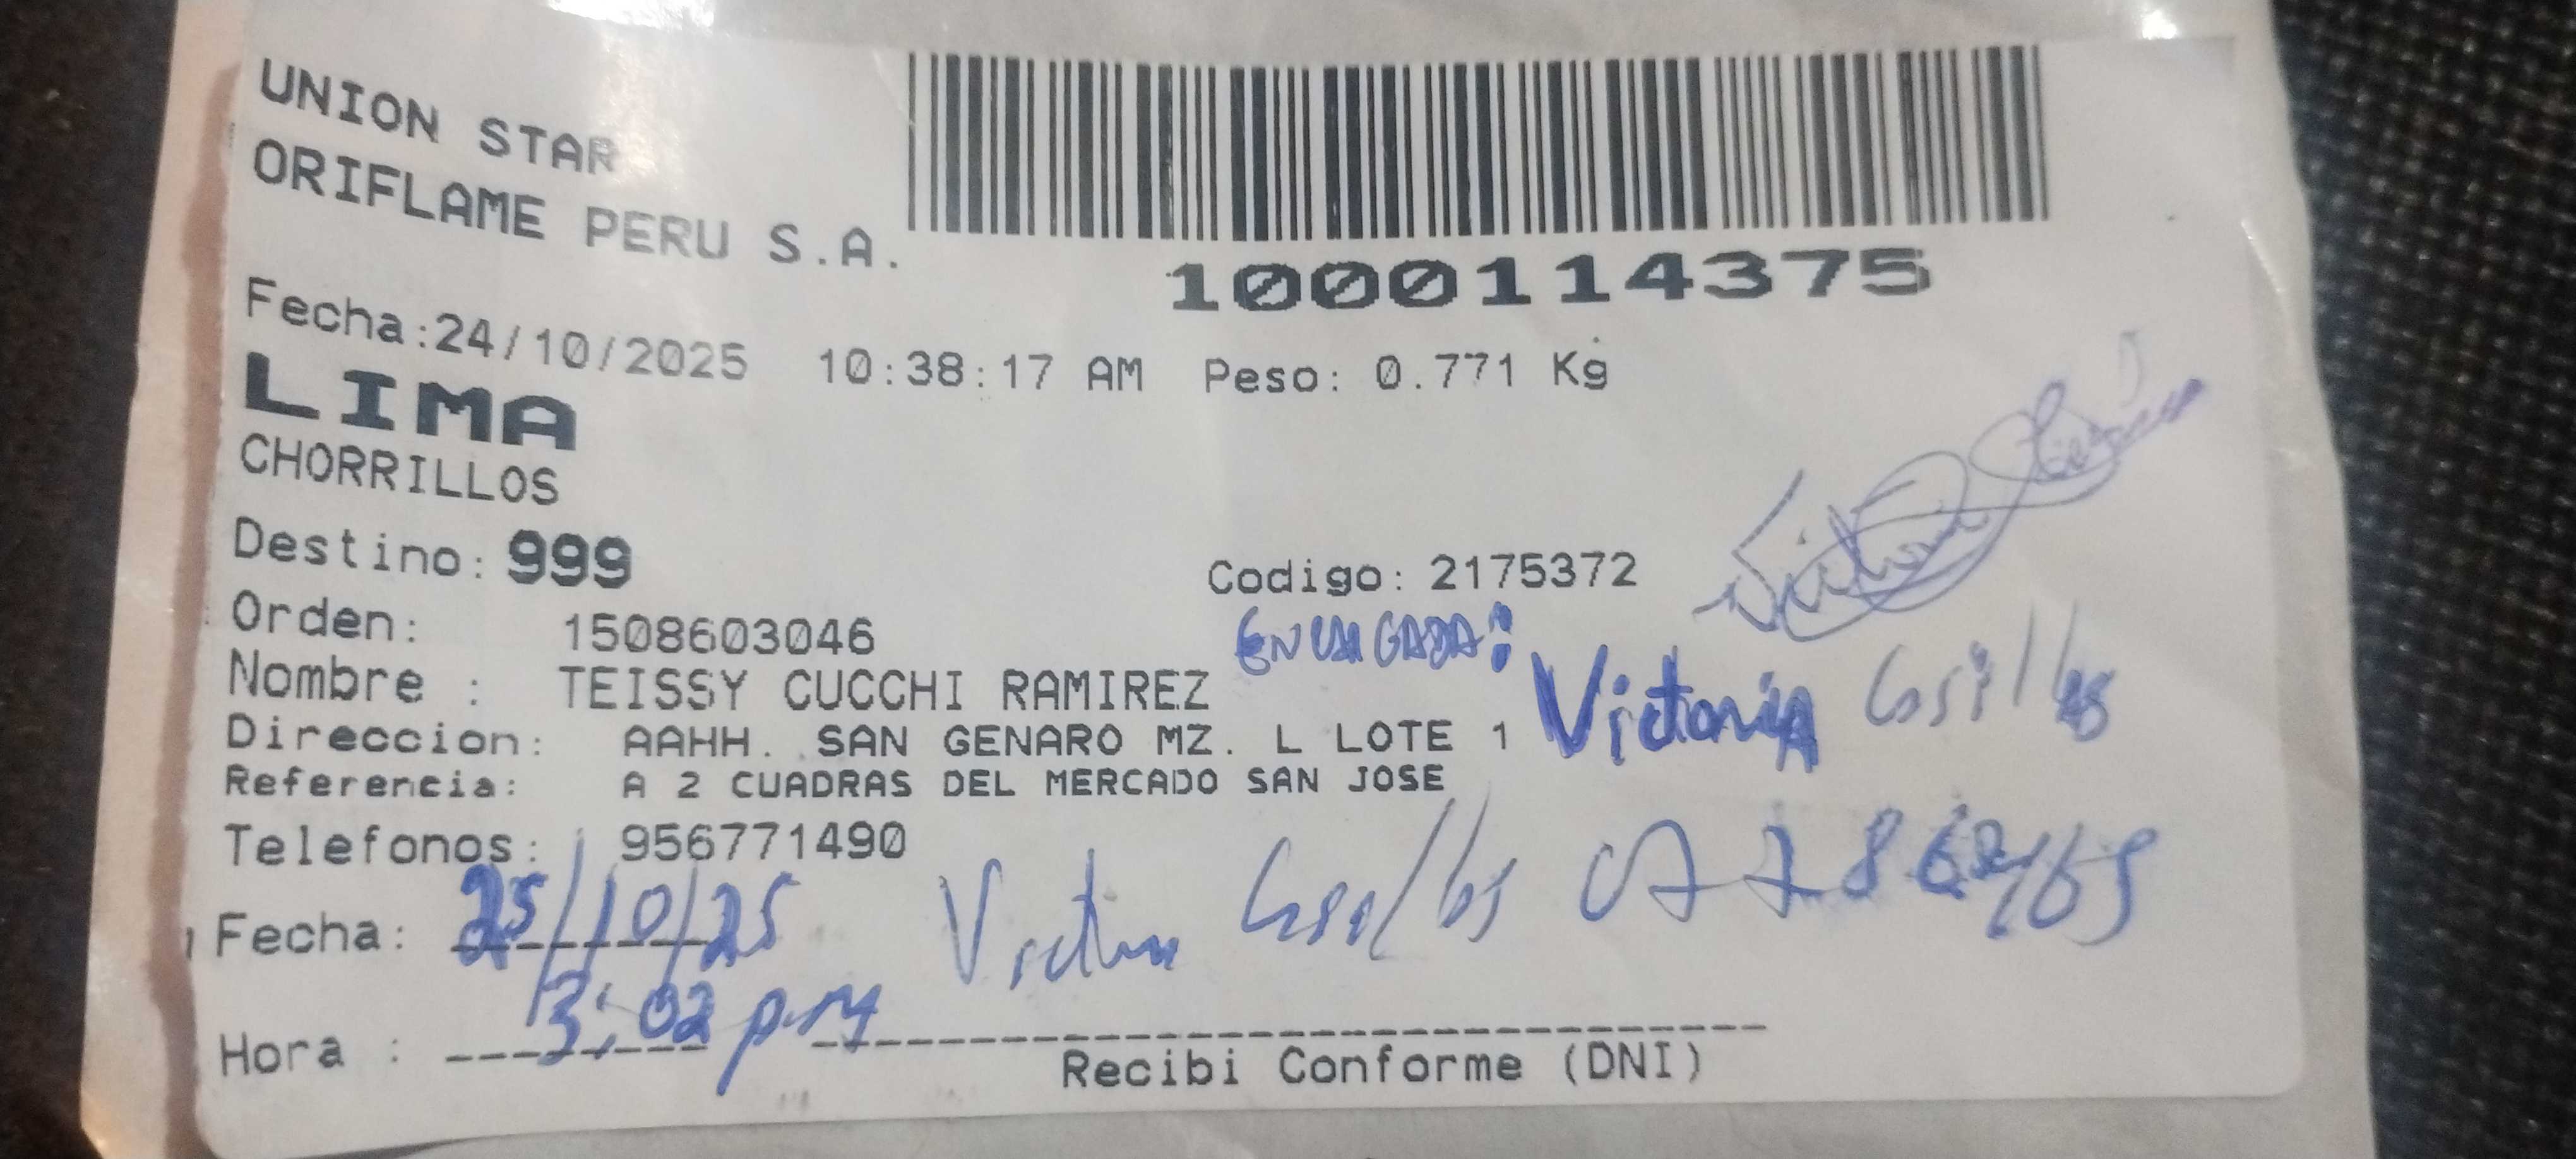 UNION STAR
ORIFLAME PERU S.A.
1000114375
Fecha:24/10/2025 10:38:17 AM Peso: 0.771 Kg
LIMA
CHORRILLOS
Destino: 999
Codigo: 2175372
Orden: 1508603046
ENCARGADA:
Nombre : TEISSY CUCCHI RAMIREZ
Victoria
Direccion: AAHH. SAN GENARO MZ. L LOTE 1
Referencia: A 2 CUADRAS DEL MERCADO SAN JOSE
Telefonos: 956771490
Fecha: 25/10/25
Hora : 3:02 p.m
Recibi Conforme (DNI)